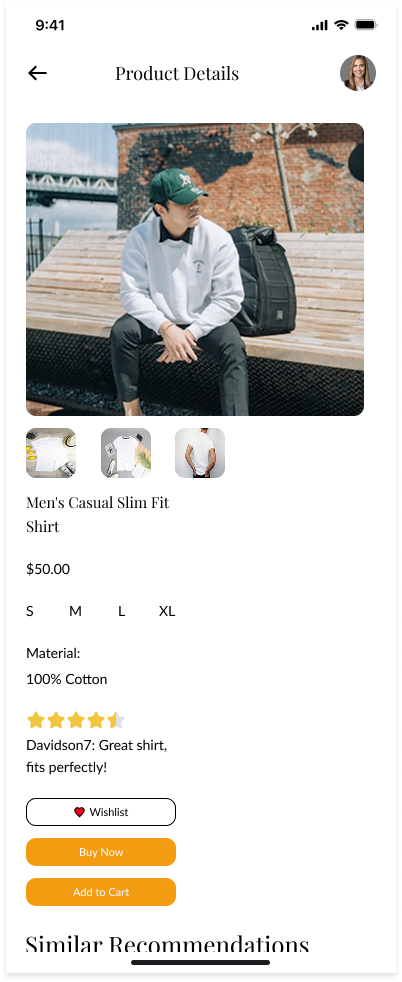 9:41
Product Details
Men's Casual Slim Fit
Shirt
$50.00
S M L XL
Material:
100% Cotton
Davidson7: Great shirt,
fits perfectly!
Wishlist
Buy Now
Add to Cart
Similar Recommendations